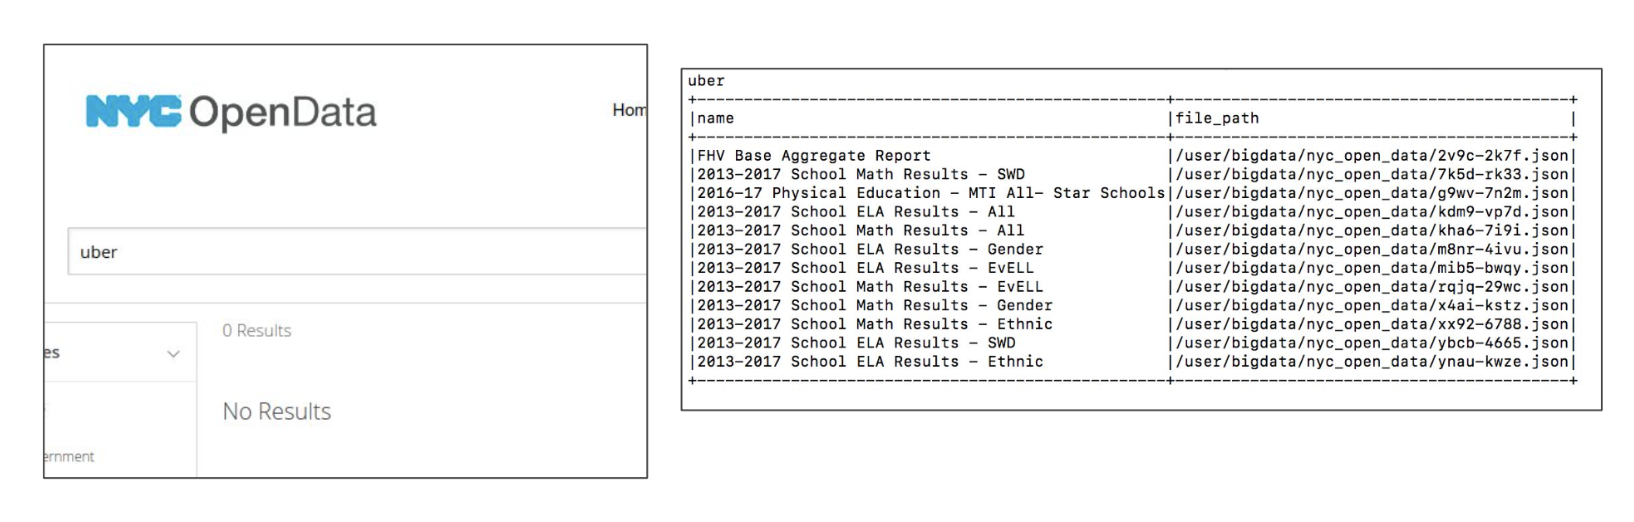 NYC OpenData
Hom
uber
0 Results
es
No Results
ernment
uber
+--------------------------------------------------+------------------------------------------+
|name |file_path |
+--------------------------------------------------+------------------------------------------+
|FHV Base Aggregate Report |/user/bigdata/nyc_open_data/2v9c-2k7f.json|
|2013-2017 School Math Results – SWD |/user/bigdata/nyc_open_data/7k5d-rk33.json|
|2016-17 Physical Education – MTI All- Star Schools|/user/bigdata/nyc_open_data/g9wv-7n2m.json|
|2013-2017 School ELA Results – All |/user/bigdata/nyc_open_data/kdm9-vp7d.json|
|2013-2017 School Math Results – All |/user/bigdata/nyc_open_data/kha6-7i9i.json|
|2013-2017 School ELA Results – Gender |/user/bigdata/nyc_open_data/m8nr-4ivu.json|
|2013-2017 School ELA Results – EvELL |/user/bigdata/nyc_open_data/mib5-bwqy.json|
|2013-2017 School Math Results – EvELL |/user/bigdata/nyc_open_data/rqjq-29wc.json|
|2013-2017 School Math Results – Gender |/user/bigdata/nyc_open_data/x4ai-kstz.json|
|2013-2017 School Math Results – Ethnic |/user/bigdata/nyc_open_data/xx92-6788.json|
|2013-2017 School ELA Results – SWD |/user/bigdata/nyc_open_data/ybcb-4665.json|
|2013-2017 School ELA Results – Ethnic |/user/bigdata/nyc_open_data/ynau-kwze.json|
+--------------------------------------------------+------------------------------------------+